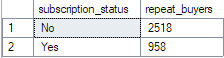 subscription_status repeat_buyers
1 No 2518
2 Yes 958